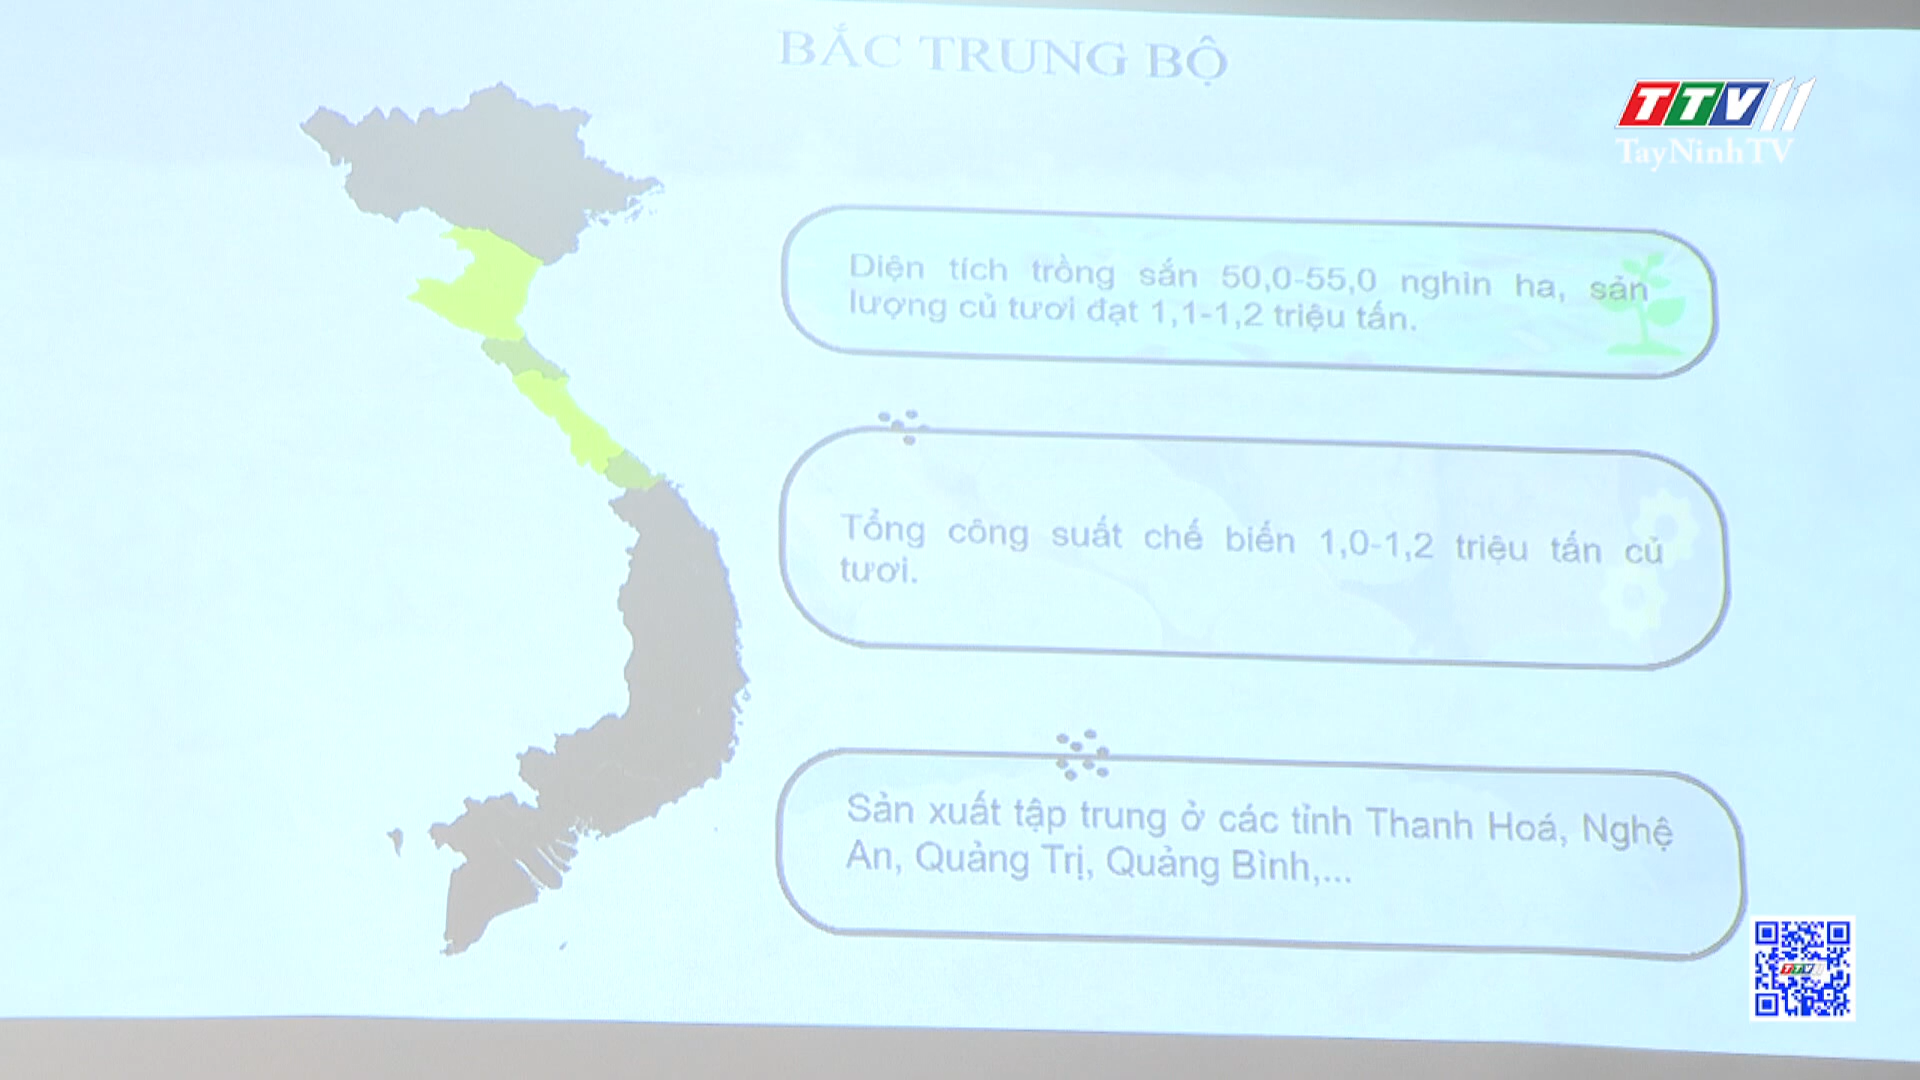 BẮC TRUNG BỘ
TTV11
TayNinhTV
Diện tích trồng sắn 50,0-55,0 nghìn ha, sản
lượng củ tươi đạt 1,1-1,2 triệu tấn.
Tổng công suất chế biến 1,0-1,2 triệu tấn củ
tươi.
Sản xuất tập trung ở các tỉnh Thanh Hoá, Nghệ
An, Quảng Trị, Quảng Bình,...
TTV11